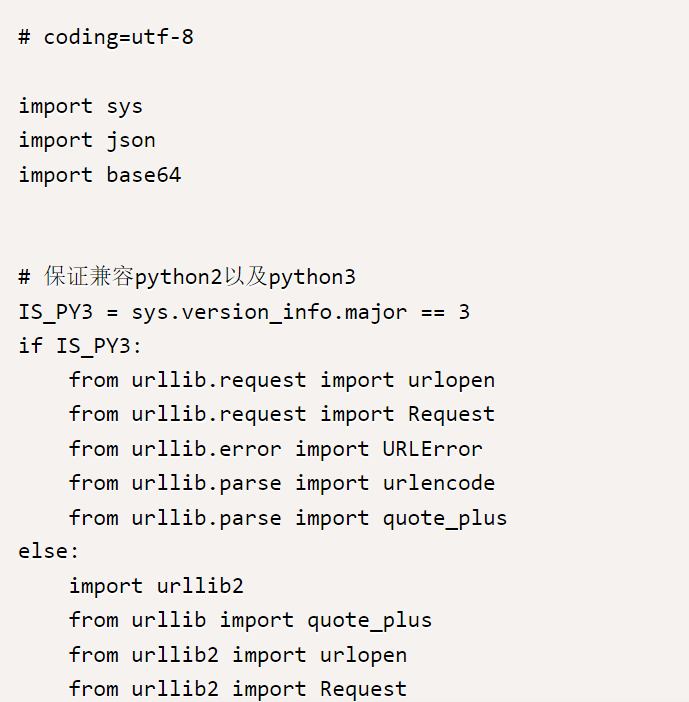 # coding=utf-8
import sys
import json
import base64
# 保证兼容python2以及python3
IS_PY3 = sys.version_info.major == 3
if IS_PY3:
    from urllib.request import urlopen
    from urllib.request import Request
    from urllib.error import URLError
    from urllib.parse import urlencode
    from urllib.parse import quote_plus
else:
    import urllib2
    from urllib import quote_plus
    from urllib2 import urlopen
    from urllib2 import Request